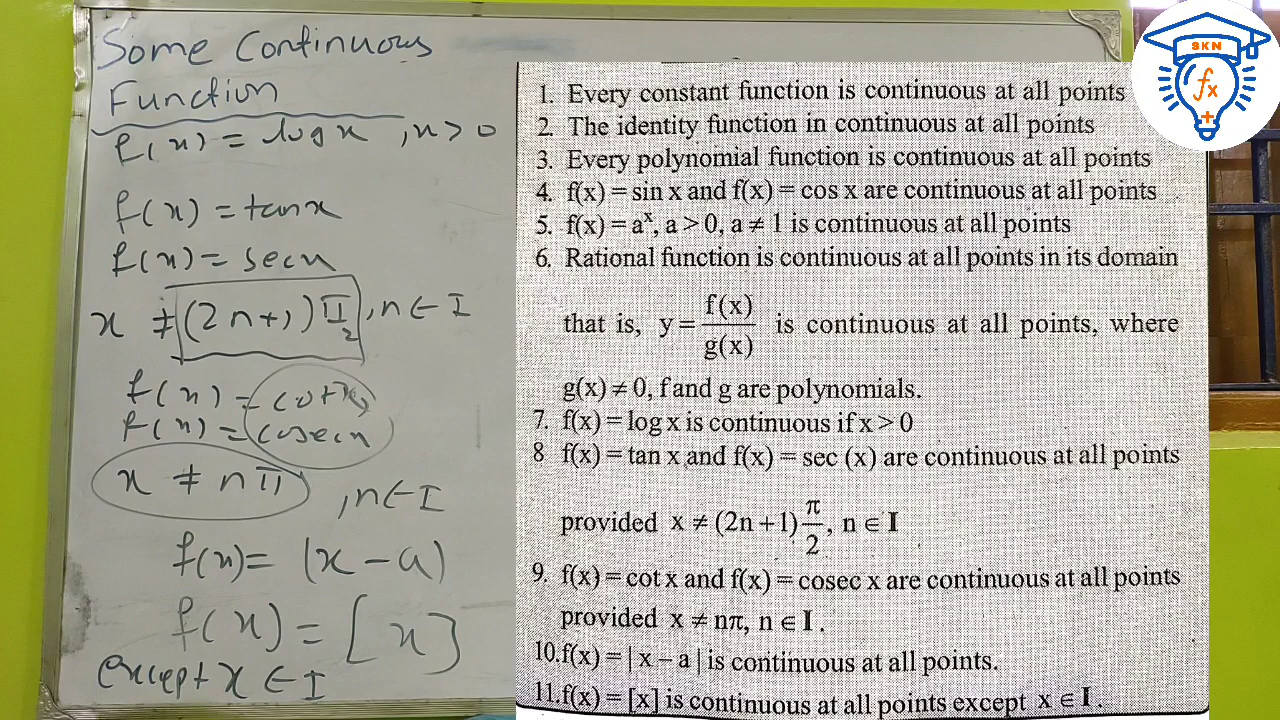 Some Continuous
Function
f(x) = log x , x > 0
f(x) = tan x
f(x) = sec x
x ≠ (2n+1) π/2 , n ∈ I
f(x) = cot x
f(x) = cosec x
x ≠ nπ , n ∈ I
f(x) = |x - a|
f(x) = [x]
except x ∈ I
1. Every constant function is continuous at all points
2. The identity function in continuous at all points
3. Every polynomial function is continuous at all points
4. f(x) = sin x and f(x) = cos x are continuous at all points
5. f(x) = aˣ, a > 0, a ≠ 1 is continuous at all points
6. Rational function is continuous at all points in its domain
that is, y = f(x)/g(x) is continuous at all points, where
g(x) ≠ 0, f and g are polynomials.
7. f(x) = log x is continuous if x > 0
8 f(x) = tan x and f(x) = sec (x) are continuous at all points
provided x ≠ (2n + 1) π/2, n ∈ I
9. f(x) = cot x and f(x) = cosec x are continuous at all points
provided x ≠ nπ, n ∈ I.
10. f(x) = | x – a | is continuous at all points.
11. f(x) = [x] is continuous at all points except x ∈ I.
SKN
fx
+